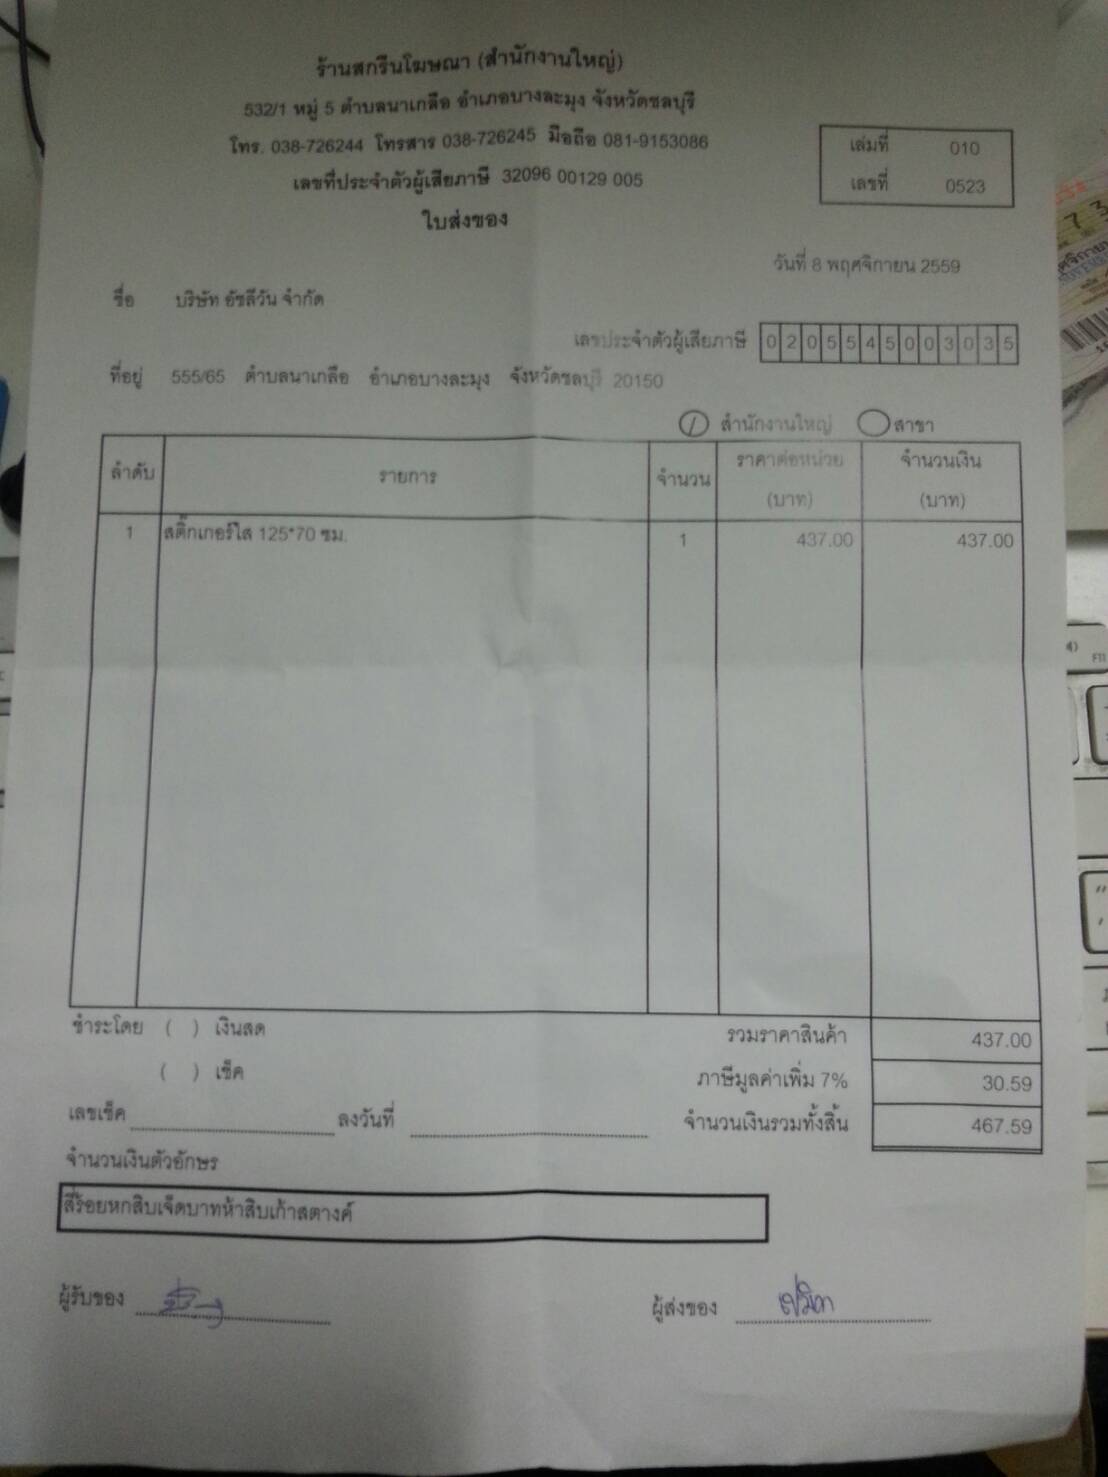 ร้านสกรีนโฆษณา (สำนักงานใหญ่)
532/1 หมู่ 5 ตำบลนาเกลือ อำเภอบางละมุง จังหวัดชลบุรี
โทร. 038-726244 โทรสาร 038-726245 มือถือ 081-9153086
เลขที่ประจำตัวผู้เสียภาษี 32096 00129 005
เล่มที่ 010
เลขที่ 0523
ใบส่งของ
วันที่ 8 พฤศจิกายน 2559
ชื่อ บริษัท อัชลีวัน จำกัด
เลขประจำตัวผู้เสียภาษี 0205545003035
ที่อยู่ 555/65 ตำบลนาเกลือ อำเภอบางละมุง จังหวัดชลบุรี 20150
สำนักงานใหญ่ สาขา
ลำดับ รายการ จำนวน ราคาต่อหน่วย (บาท) จำนวนเงิน (บาท)
1 สติ๊กเกอร์ใส 125*70 ซม. 1 437.00 437.00
ชำระโดย ( ) เงินสด รวมราคาสินค้า 437.00
( ) เช็ค ภาษีมูลค่าเพิ่ม 7% 30.59
เลขเช็ค ลงวันที่ จำนวนเงินรวมทั้งสิ้น 467.59
จำนวนเงินตัวอักษร
สี่ร้อยหกสิบเจ็ดบาทห้าสิบเก้าสตางค์
ผู้รับของ ผู้ส่งของ